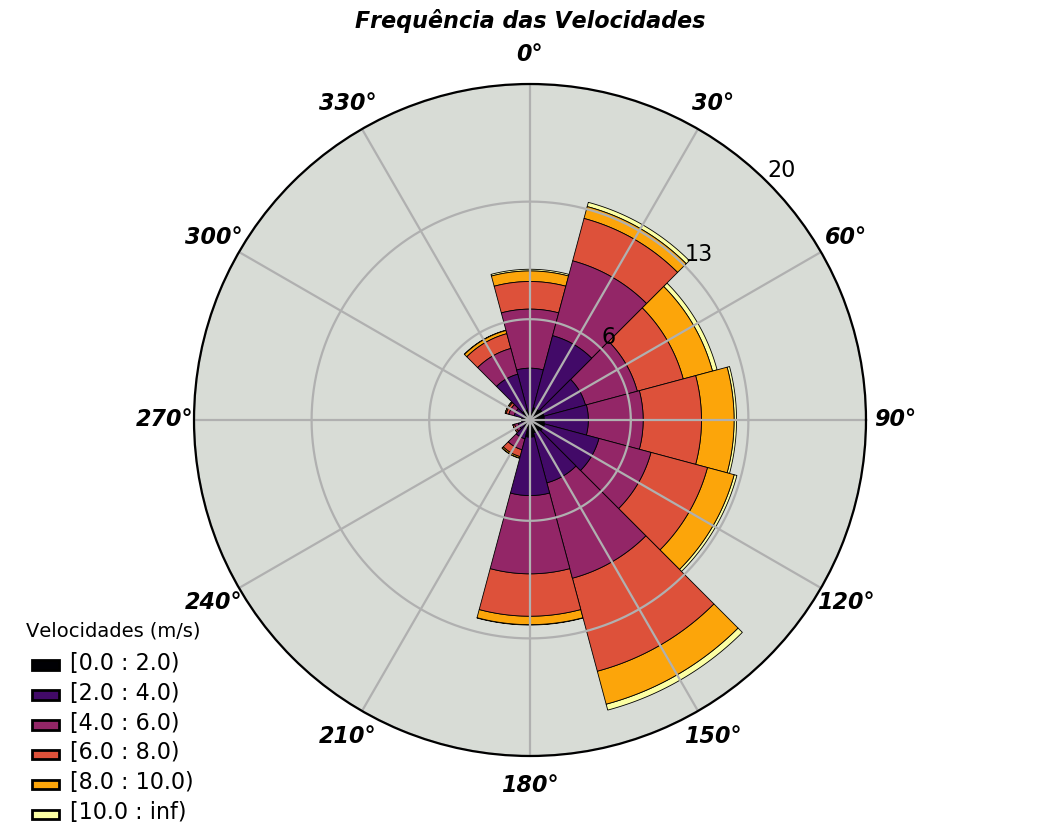 Frequência das Velocidades
0°
330°
30°
20
300°
60°
13
6
270°
90°
240°
120°
210°
150°
180°
Velocidades (m/s)
[0.0 : 2.0)
[2.0 : 4.0)
[4.0 : 6.0)
[6.0 : 8.0)
[8.0 : 10.0)
[10.0 : inf)